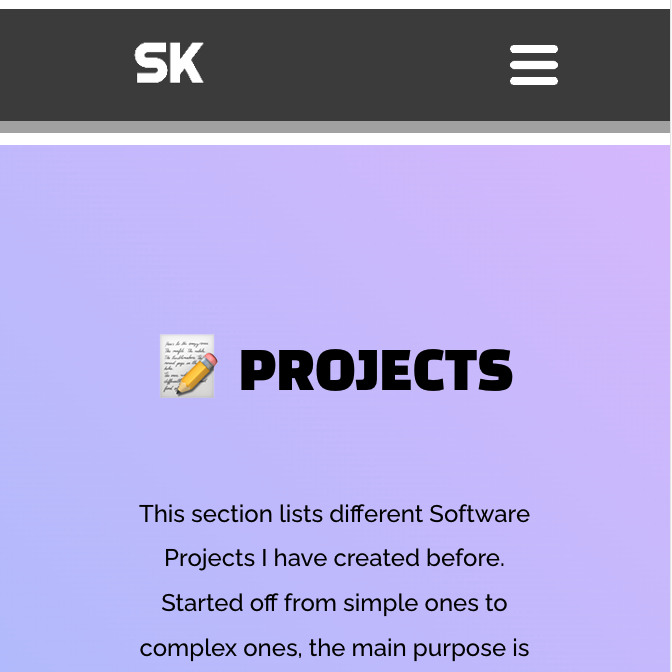 SK
PROJECTS
This section lists different Software
Projects I have created before.
Started off from simple ones to
complex ones, the main purpose is